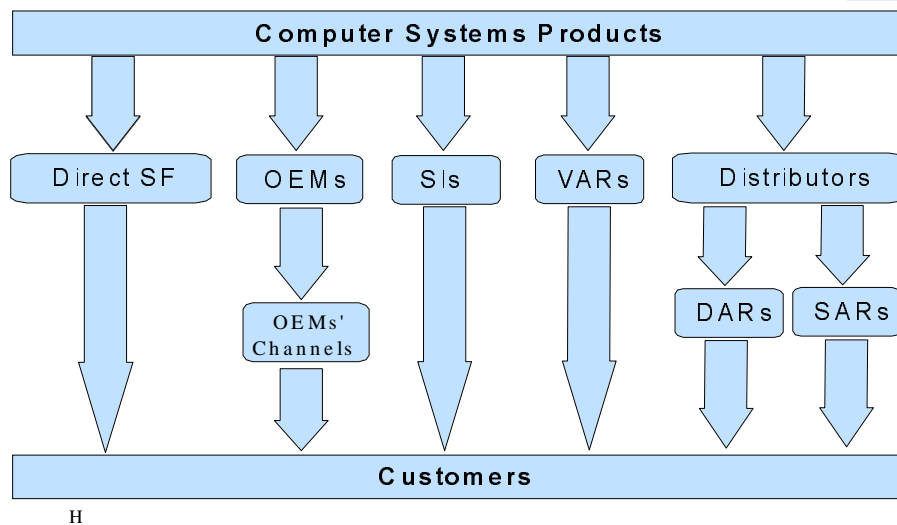 Computer Systems Products
Direct SF
OEMs
SIs
VARs
Distributors
OEMs'
Channels
DARs
SARs
Customers
H